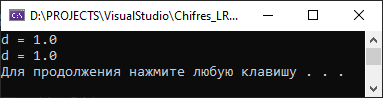 D:\PROJECTS\VisualStudio\Chifres_LR...
d = 1.0
d = 1.0
Для продолжения нажмите любую клавишу . . .